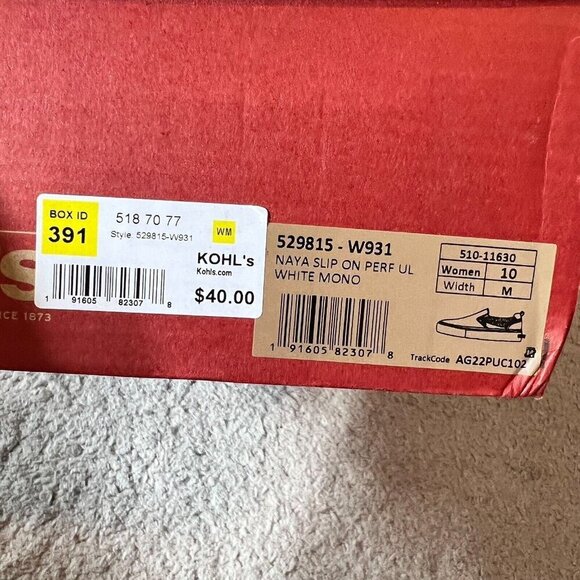 BOX ID
391
518 70 77
Style: 529815-W931
WM
KOHL's
Kohls.com
1 91605 82307 8
$40.00
S
SINCE 1873
529815 - W931
NAYA SLIP ON PERF UL
WHITE MONO
1 91605 82307 8
510-11630
Women 10
Width M
TrackCode AG22PUC102